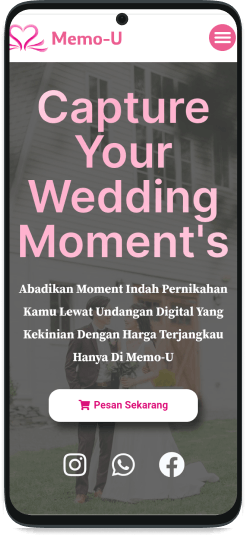 Memo-U
Capture
Your
Wedding
Moment's
Abadikan Moment Indah Pernikahan
Kamu Lewat Undangan Digital Yang
Kekinian Dengan Harga Terjangkau
Hanya Di Memo-U
Pesan Sekarang